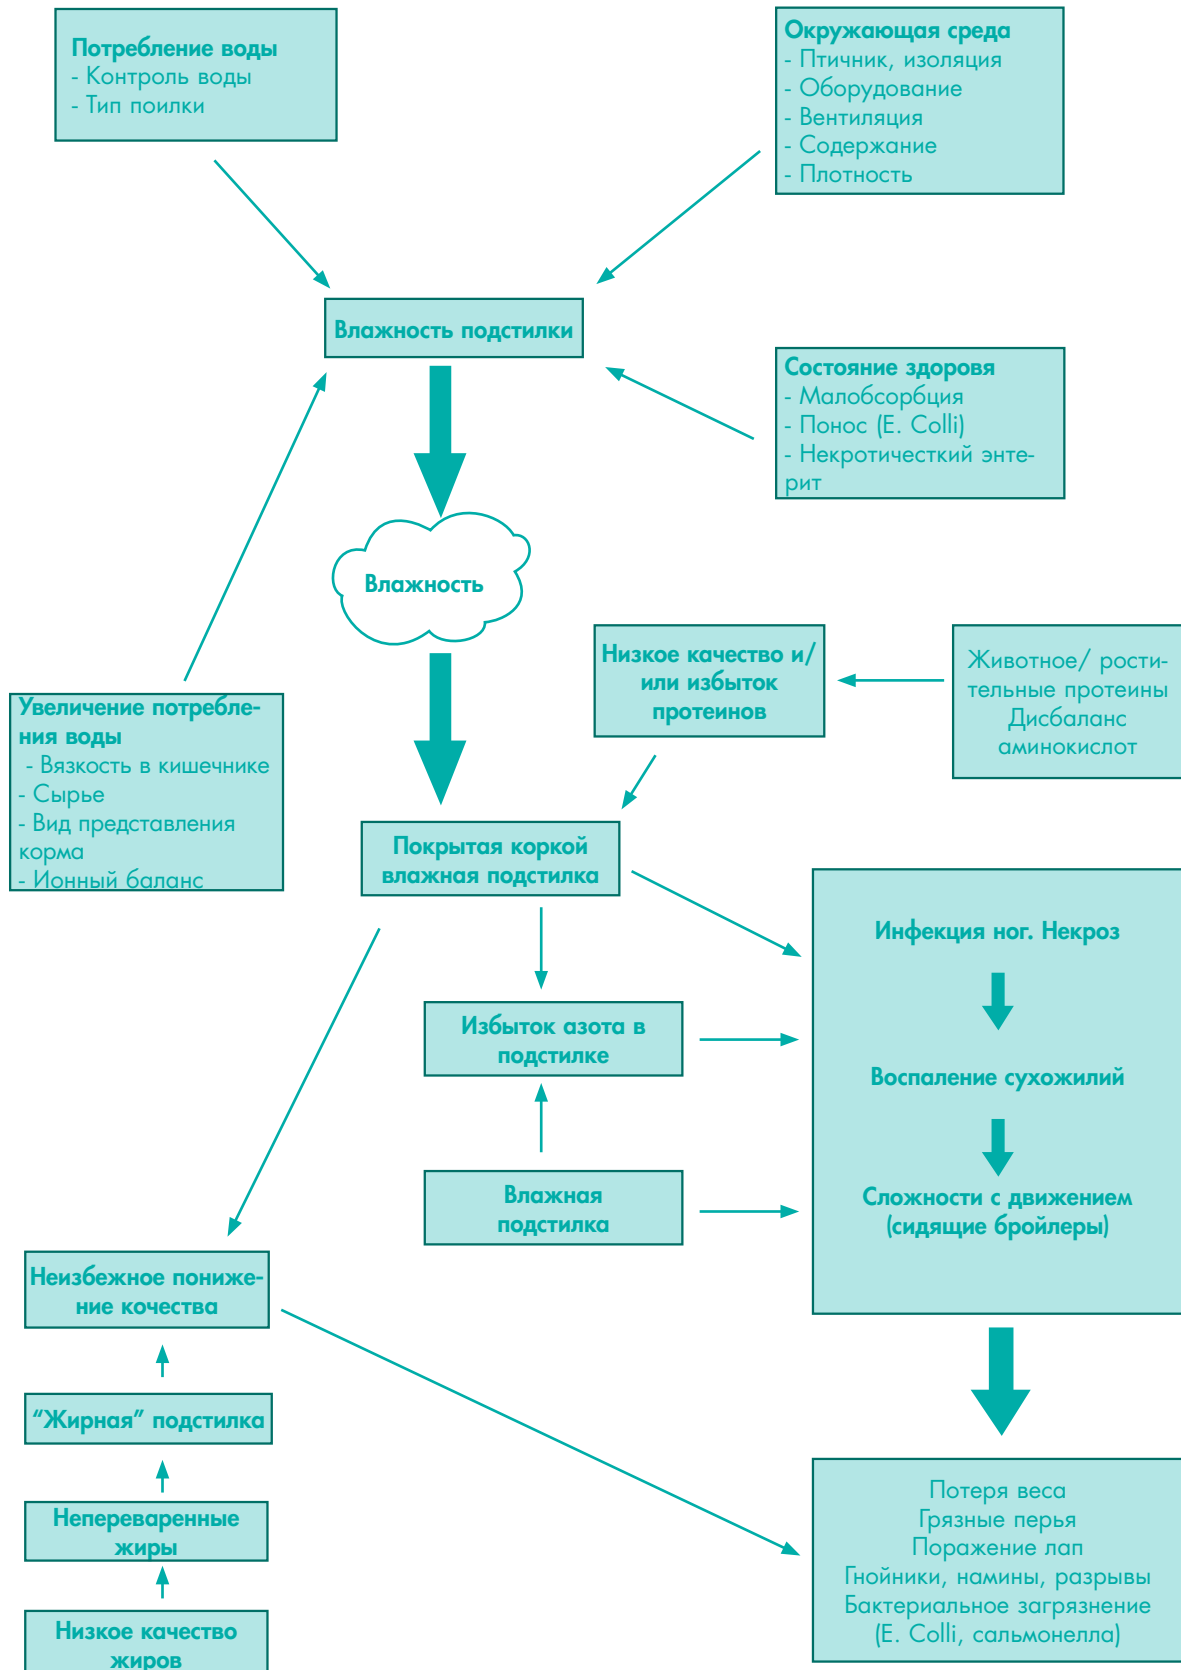 Потребление воды
- Контроль воды
- Тип поилки
Окружающая среда
- Птичник, изоляция
- Оборудование
- Вентиляция
- Содержание
- Плотность
Влажность подстилки
Состояние здоровя
- Малобсорбция
- Понос (E. Colli)
- Некротичесткий энте-
рит
Влажность
Низкое качество и/
или избыток
протеинов
Животное/ рости-
тельные протеины
Дисбаланс
аминокислот
Увеличение потребле-
ния воды
- Вязкость в кишечнике
- Сырье
- Вид представления
корма
- Ионный баланс
Покрытая коркой
влажная подстилка
Инфекция ног. Некроз
Воспаление сухожилий
Сложности с движением
(сидящие бройлеры)
Избыток азота в
подстилке
Влажная
подстилка
Неизбежное пониже-
ние кочества
“Жирная” подстилка
Непереваренные
жиры
Низкое качество
жиров
Потеря веса
Грязные перья
Поражение лап
Гнойники, намины, разрывы
Бактериальное загрязнение
(E. Colli, сальмонелла)